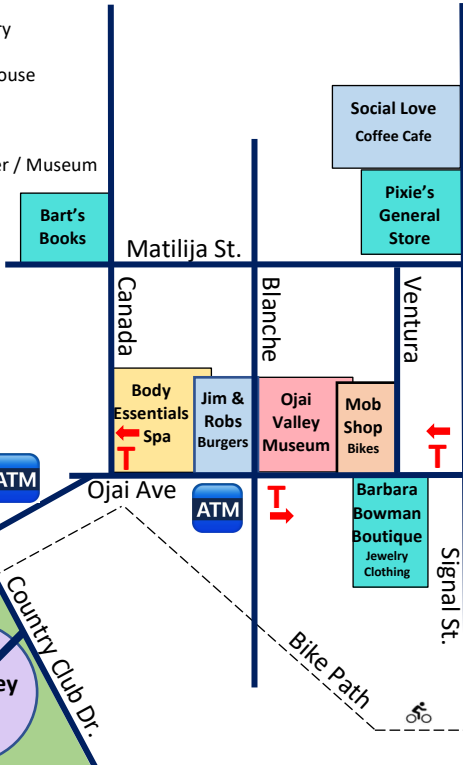 ry
ouse
er / Museum
Social Love
Coffee Cafe
Pixie's
General
Store
Bart's
Books
Matilija St.
Canada
Blanche
Ventura
Body
Essentials
Spa
T
Jim &
Robs
Burgers
Ojai
Valley
Museum
Mob
Shop
Bikes
T
ATM
Ojai Ave
ATM
T
Barbara
Bowman
Boutique
Jewelry
Clothing
Signal St.
Country Club Dr.
Bike Path
ey